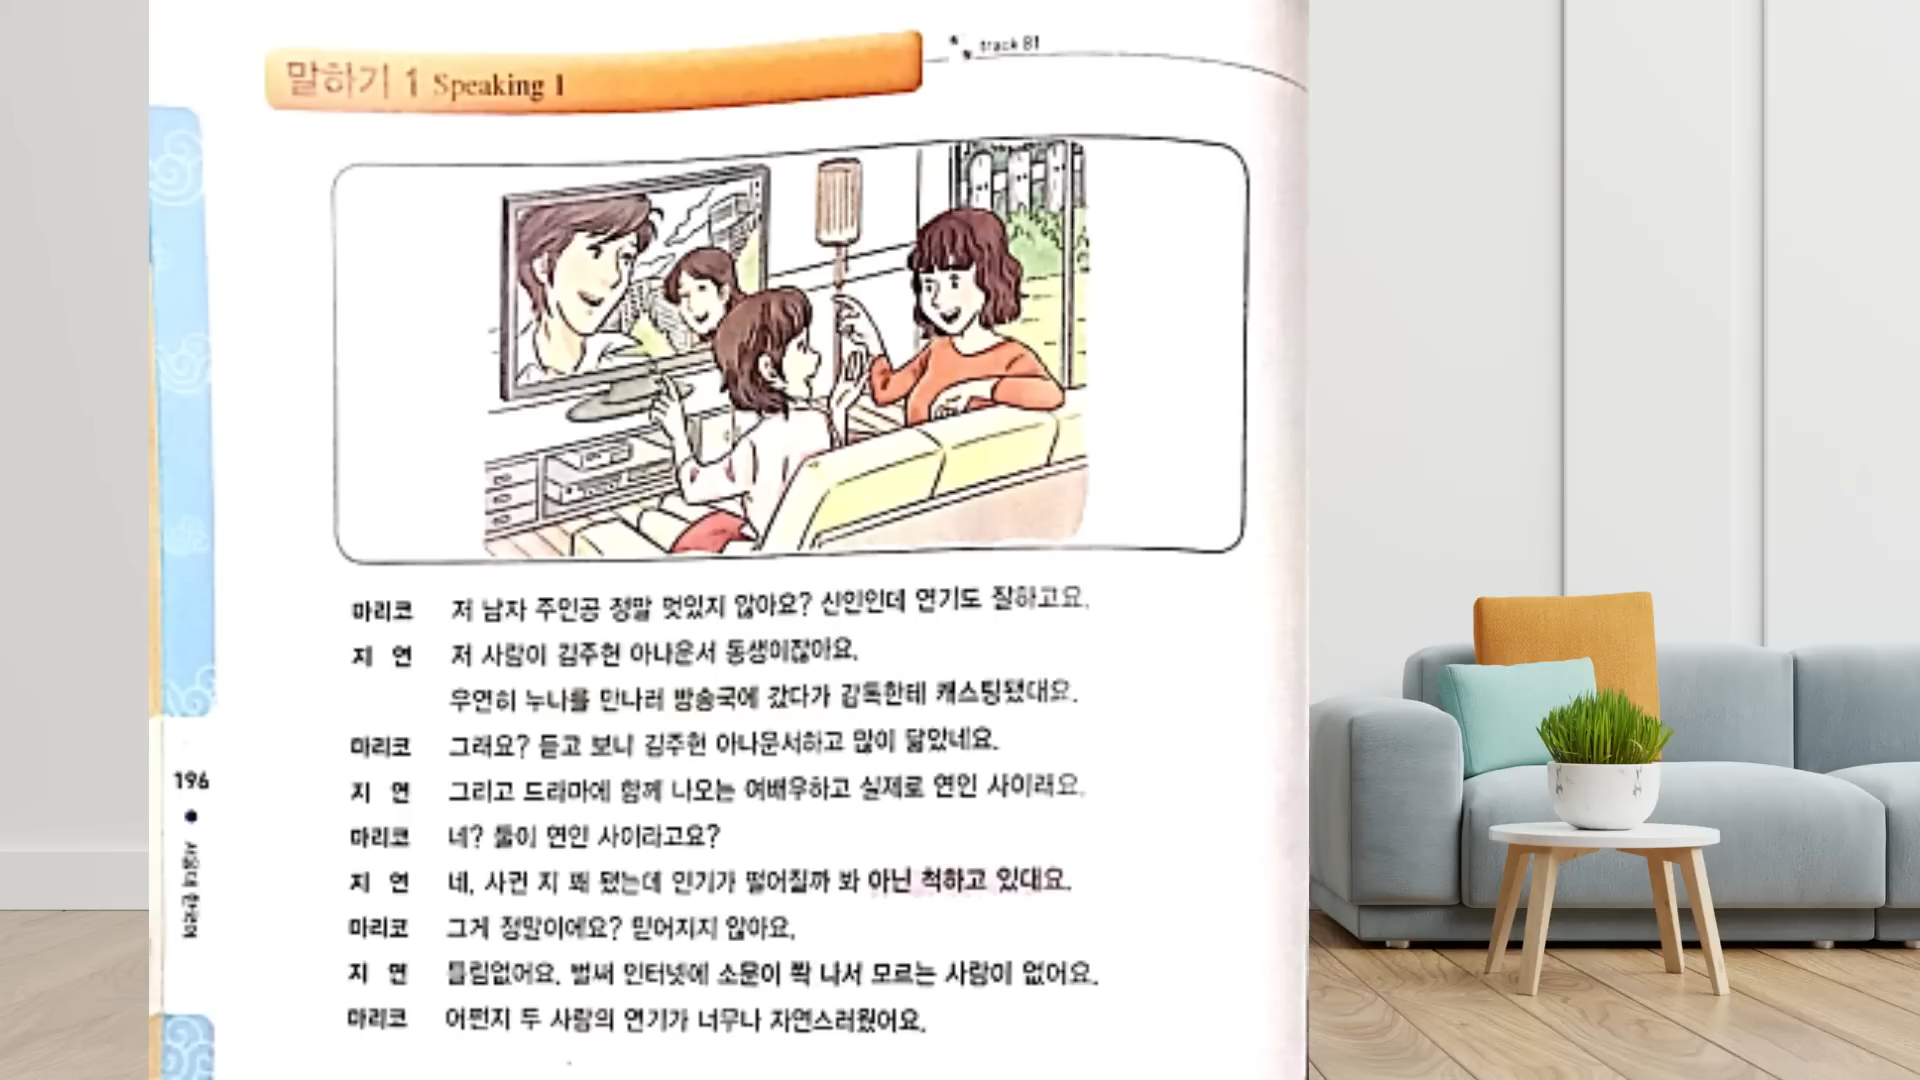 track 81
말하기 1 Speaking 1
마리코 저 남자 주인공 정말 멋있지 않아요? 신인인데 연기도 잘하고요.
지 연 저 사람이 김주현 아나운서 동생이잖아요.
우연히 누나를 만나러 방송국에 갔다가 감독한테 캐스팅됐대요.
마리코 그래요? 듣고 보니 김주현 아나운서하고 많이 닮았네요.
지 연 그리고 드라마에 함께 나오는 여배우하고 실제로 연인 사이래요.
마리코 네? 둘이 연인 사이라고요?
지 연 네, 사귄 지 꽤 됐는데 인기가 떨어질까 봐 아닌 척하고 있대요.
마리코 그게 정말이에요? 믿어지지 않아요.
지 연 틀림없어요. 벌써 인터넷에 소문이 쫙 나서 모르는 사람이 없어요.
마리코 어쩐지 두 사람의 연기가 너무나 자연스러웠어요.
196
서울대 한국어